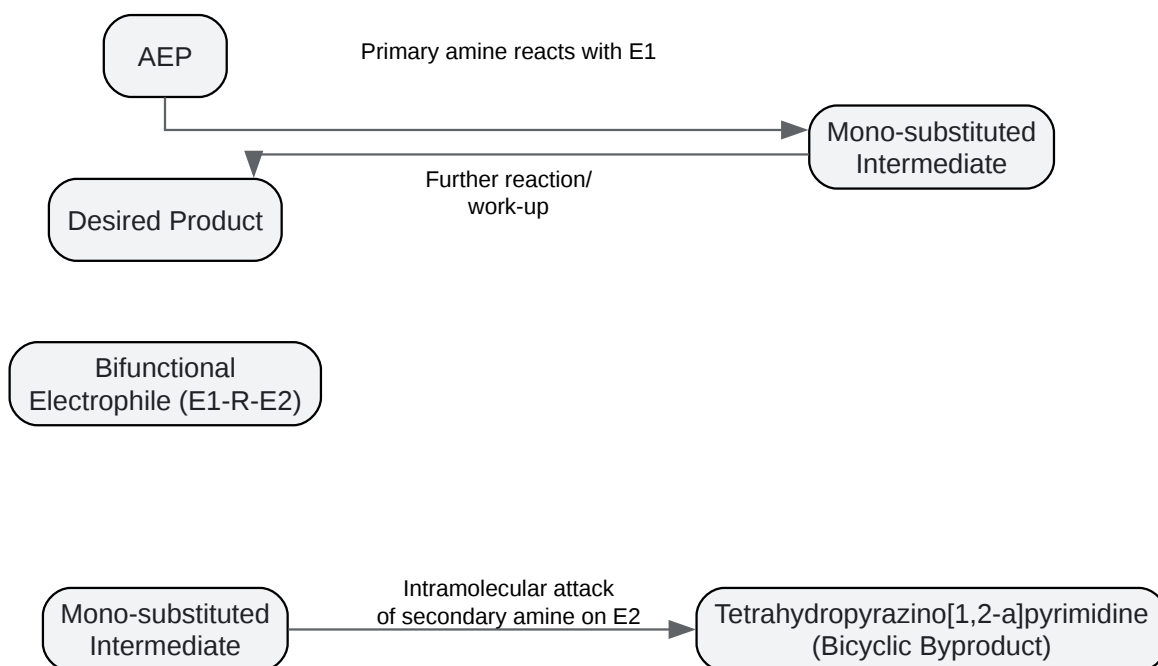 AEP
Primary amine reacts with E1
Mono-substituted
Intermediate
Further reaction/
work-up
Desired Product
Bifunctional
Electrophile (E1-R-E2)
Mono-substituted
Intermediate
Intramolecular attack
of secondary amine on E2
Tetrahydropyrazino[1,2-a]pyrimidine
(Bicyclic Byproduct)